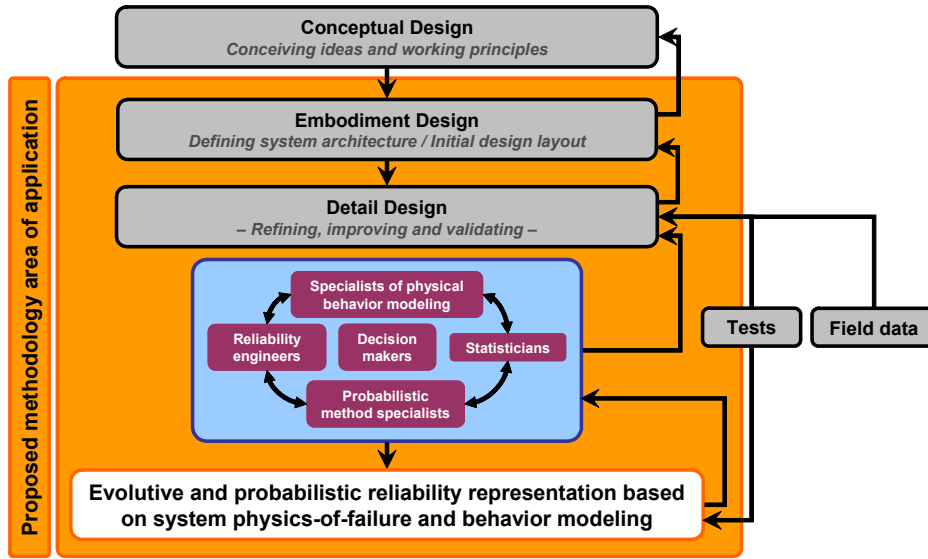 Conceptual Design
Conceiving ideas and working principles
Proposed methodology area of application
Embodiment Design
Defining system architecture / Initial design layout
Detail Design
– Refining, improving and validating –
Specialists of physical
behavior modeling
Reliability
engineers
Decision
makers
Statisticians
Probabilistic
method specialists
Tests
Field data
Evolutive and probabilistic reliability representation based
on system physics-of-failure and behavior modeling